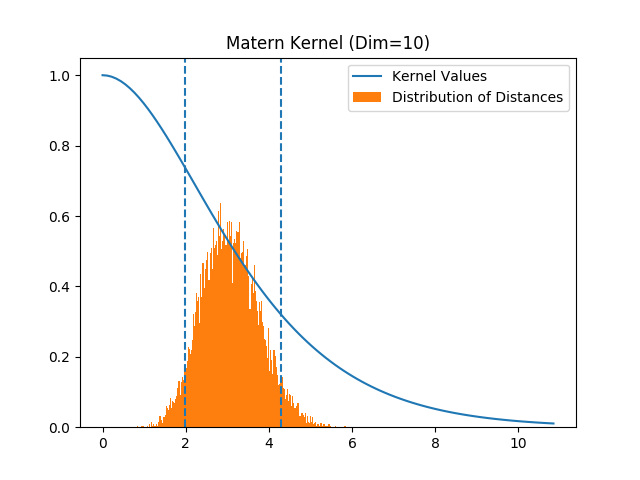 Matern Kernel (Dim=10)
Kernel Values
Distribution of Distances
1.0
0.8
0.6
0.4
0.2
0.0
0 2 4 6 8 10